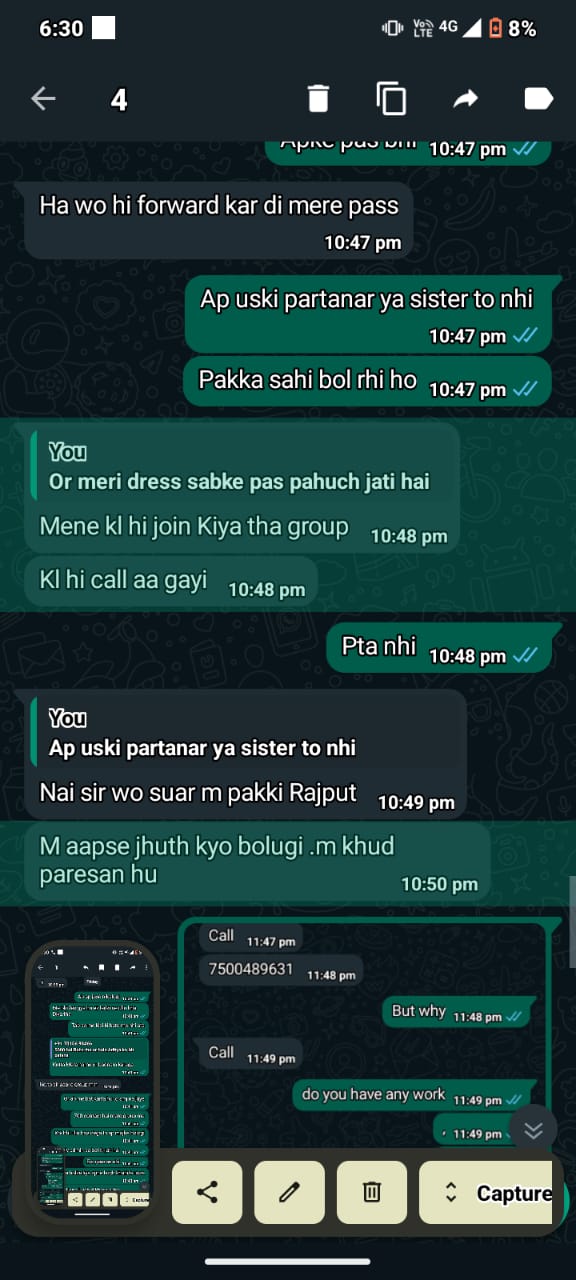 6:30
Vo) LTE 4G 8%
4
Apke pas bhi 10:47 pm
Ha wo hi forward kar di mere pass
10:47 pm
Ap uski partanar ya sister to nhi
10:47 pm
Pakka sahi bol rhi ho 10:47 pm
You
Or meri dress sabke pas pahuch jati hai
Mene kl hi join Kiya tha group 10:48 pm
Kl hi call aa gayi 10:48 pm
Pta nhi 10:48 pm
You
Ap uski partanar ya sister to nhi
Nai sir wo suar m pakki Rajput 10:49 pm
M aapse jhuth kyo bolugi .m khud
paresan hu
10:50 pm
Call 11:47 pm
7500489631 11:48 pm
But why 11:48 pm
Call 11:49 pm
do you have any work 11:49 pm
11:49 pm
Capture